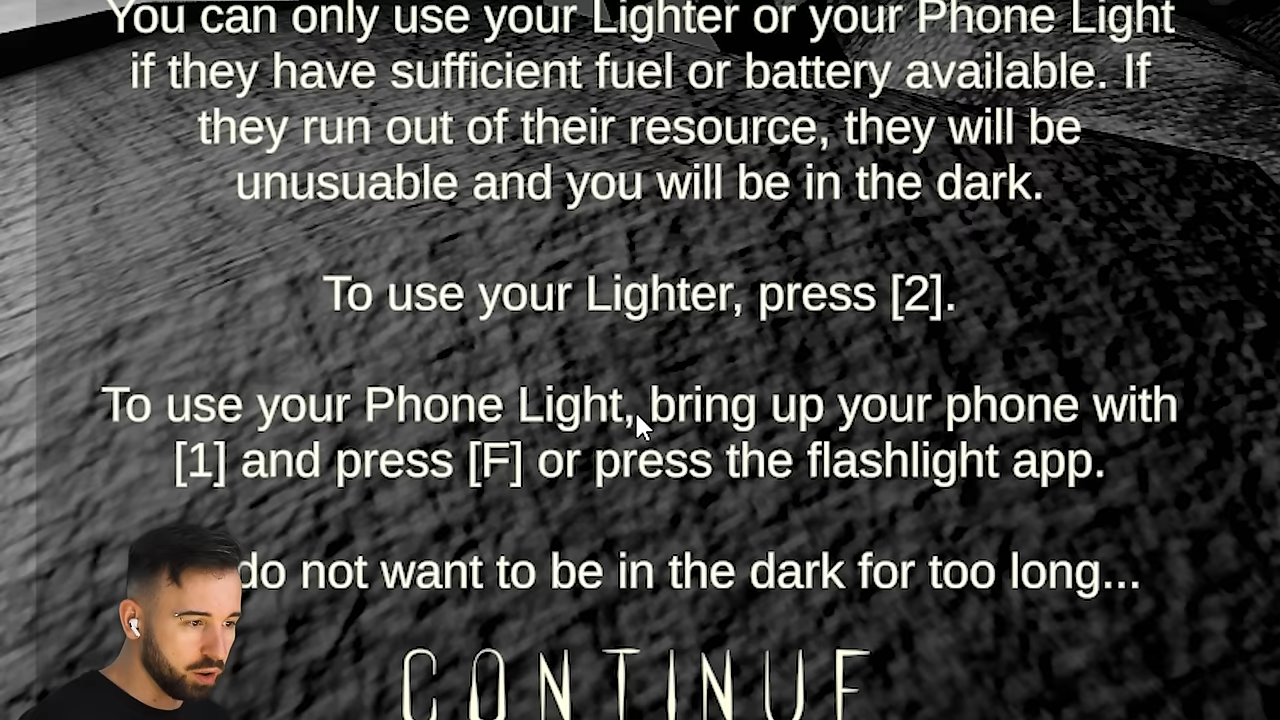 You can only use your Lighter or your Phone Light
if they have sufficient fuel or battery available. If
they run out of their resource, they will be
unusuable and you will be in the dark.
To use your Lighter, press [2].
To use your Phone Light, bring up your phone with
[1] and press [F] or press the flashlight app.
do not want to be in the dark for too long...
CONTINUE